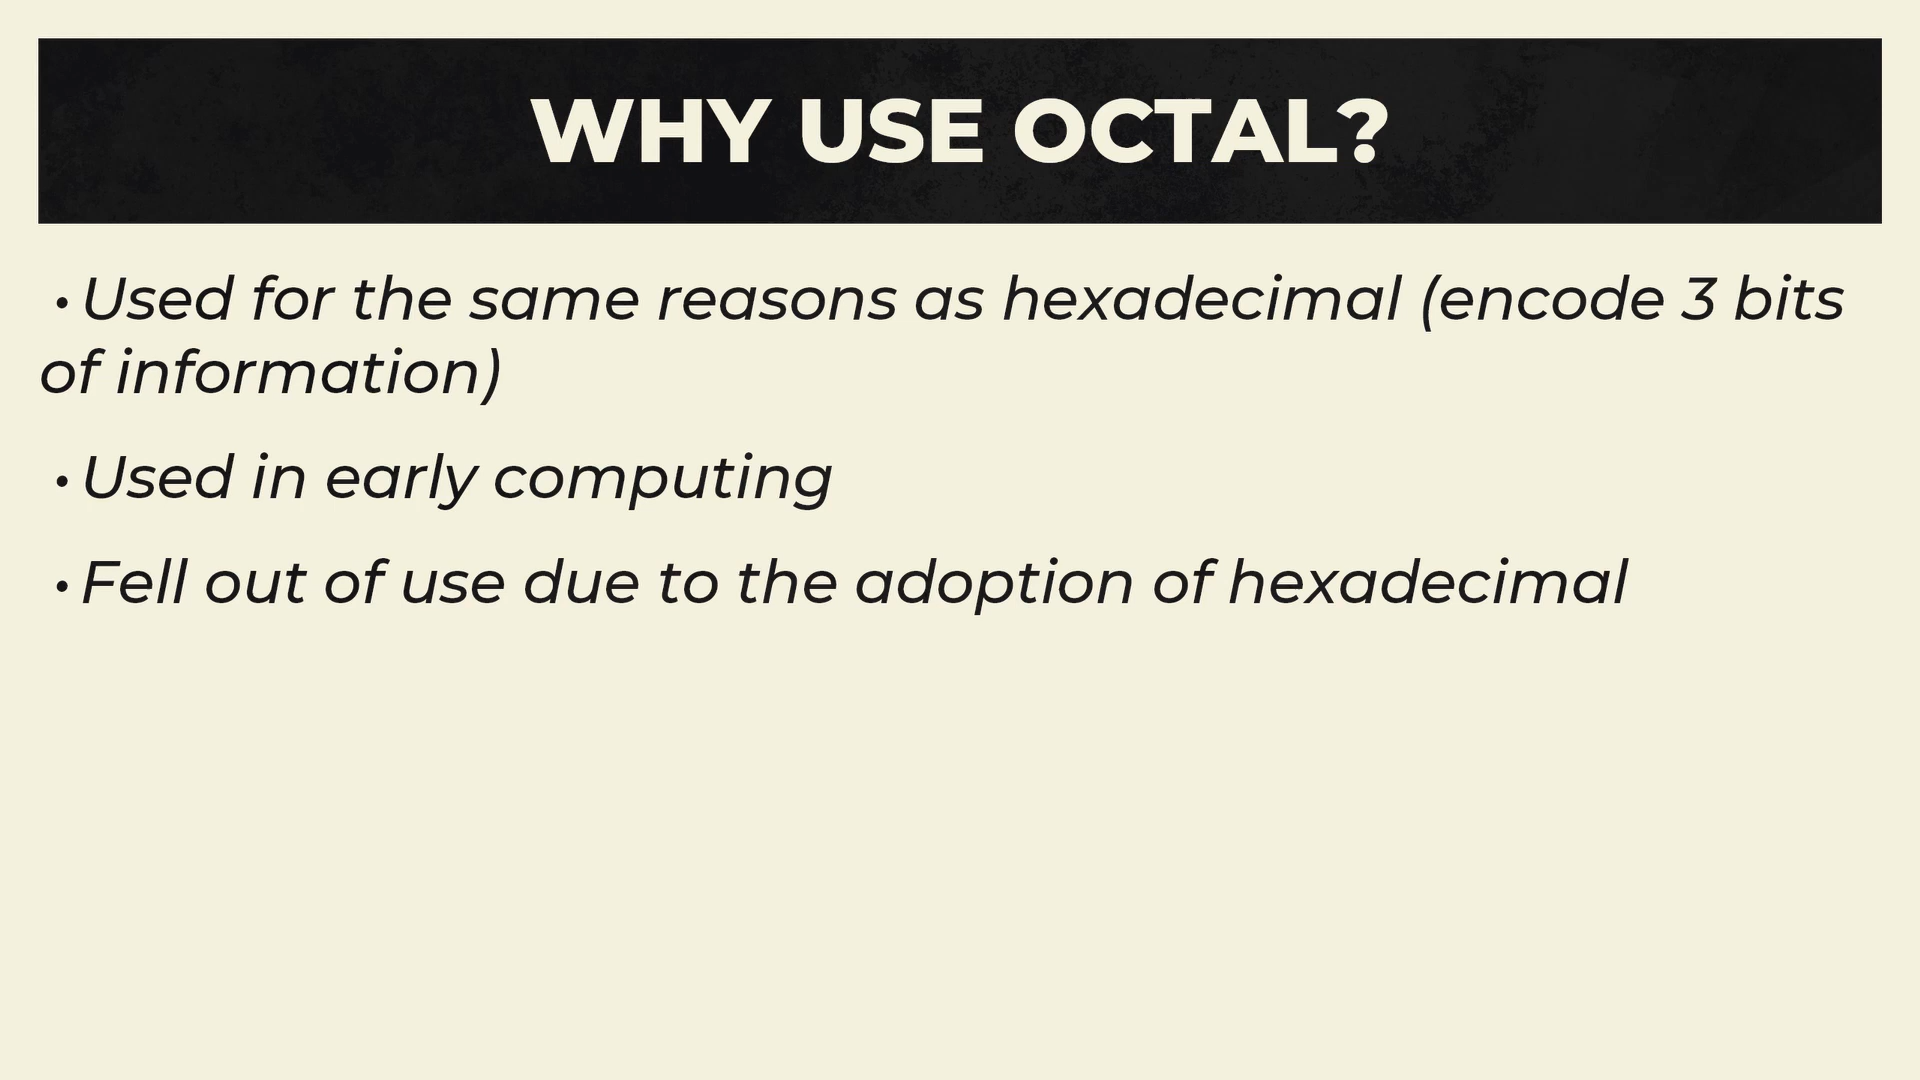 WHY USE OCTAL?
• Used for the same reasons as hexadecimal (encode 3 bits
of information)
• Used in early computing
• Fell out of use due to the adoption of hexadecimal